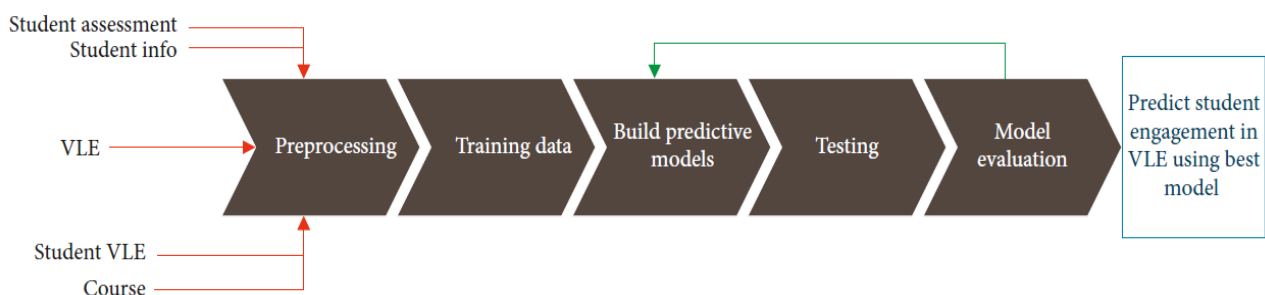 Student assessment
Student info
VLE
Student VLE
Course
Preprocessing
Training data
Build predictive
models
Testing
Model
evaluation
Predict student
engagement in
VLE using best
model